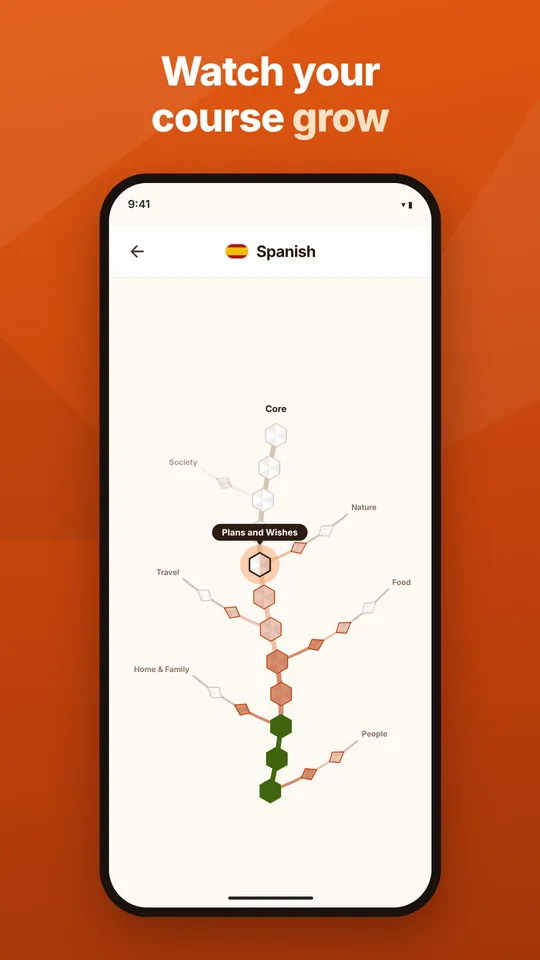 Watch your
course grow
9:41
Spanish
Core
Society
Nature
Plans and Wishes
Travel
Food
Home & Family
People